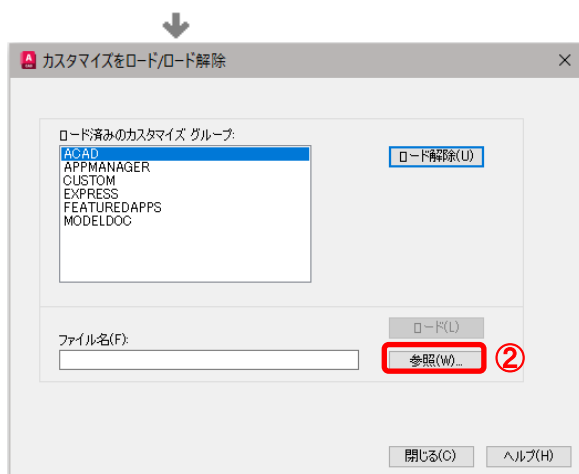 カスタマイズをロード/ロード解除
ロード済みのカスタマイズ グループ:
ACAD
APPMANAGER
CUSTOM
EXPRESS
FEATUREDAPPS
MODELDOC
ロード解除(U)
ロード(L)
ファイル名(F):
参照(W)...
②
閉じる(C)
ヘルプ(H)